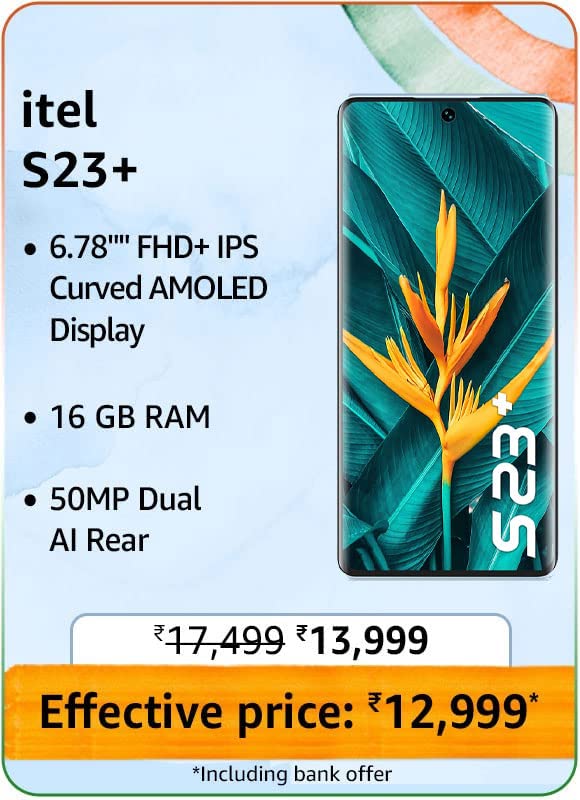 itel
S23+
• 6.78"" FHD+ IPS
Curved AMOLED
Display
• 16 GB RAM
• 50MP Dual
AI Rear
S23+
₹17,499 ₹13,999
Effective price: ₹12,999*
*Including bank offer